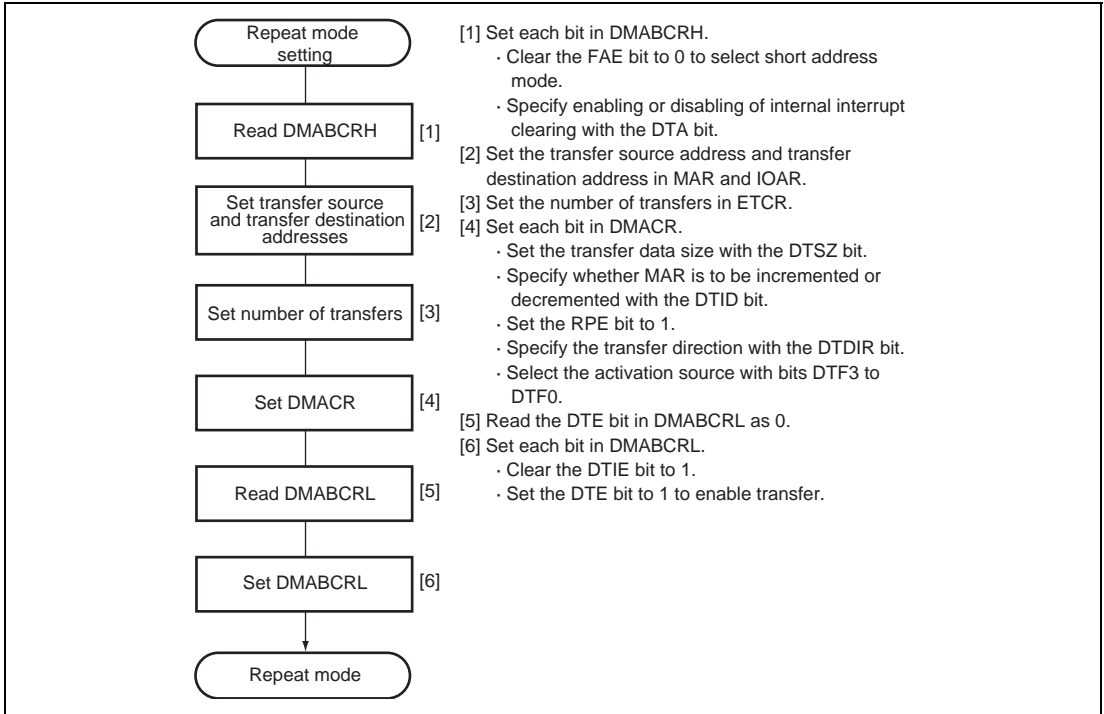 Repeat mode
setting
Read DMABCRH
[1]
Set transfer source
and transfer destination
addresses
[2]
Set number of transfers
[3]
Set DMACR
[4]
Read DMABCRL
[5]
Set DMABCRL
[6]
Repeat mode
[1] Set each bit in DMABCRH.
· Clear the FAE bit to 0 to select short address
mode.
· Specify enabling or disabling of internal interrupt
clearing with the DTA bit.
[2] Set the transfer source address and transfer
destination address in MAR and IOAR.
[3] Set the number of transfers in ETCR.
[4] Set each bit in DMACR.
· Set the transfer data size with the DTSZ bit.
· Specify whether MAR is to be incremented or
decremented with the DTID bit.
· Set the RPE bit to 1.
· Specify the transfer direction with the DTDIR bit.
· Select the activation source with bits DTF3 to
DTF0.
[5] Read the DTE bit in DMABCRL as 0.
[6] Set each bit in DMABCRL.
· Clear the DTIE bit to 1.
· Set the DTE bit to 1 to enable transfer.